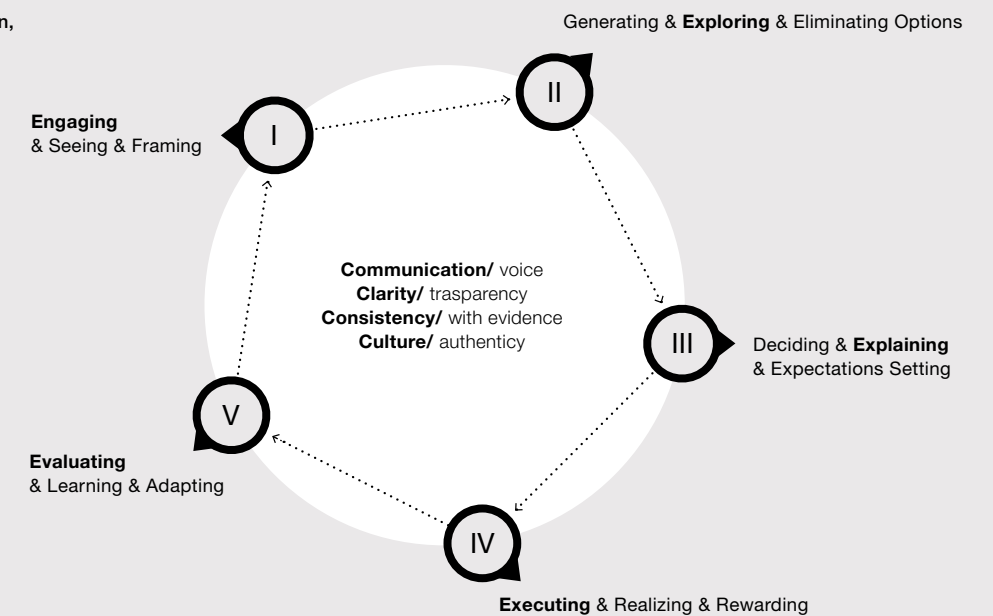 n,
Generating & Exploring & Eliminating Options
II
I
Engaging
& Seeing & Framing
Communication/ voice
Clarity/ trasparency
Consistency/ with evidence
Culture/ authenticy
III
Deciding & Explaining
& Expectations Setting
V
Evaluating
& Learning & Adapting
IV
Executing & Realizing & Rewarding